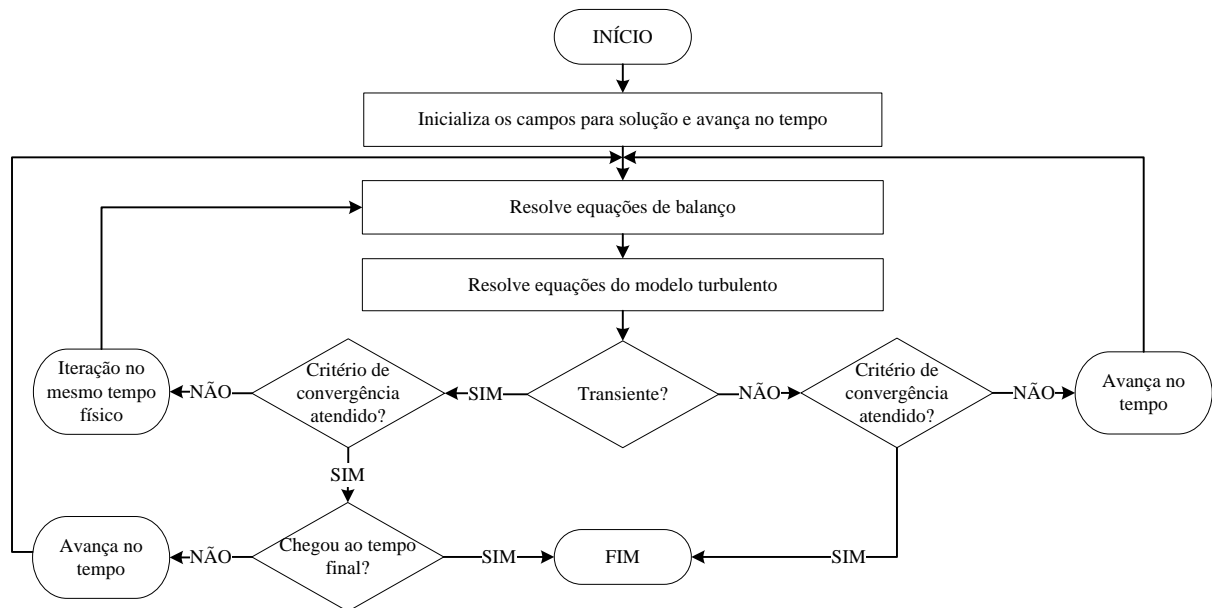 INÍCIO
Inicializa os campos para solução e avança no tempo
Resolve equações de balanço
Resolve equações do modelo turbulento
Iteração no
mesmo tempo
físico
NÃO
Critério de
convergência
atendido?
SIM
Transiente?
NÃO
Critério de
convergência
atendido?
NÃO
Avança no
tempo
SIM
Avança no
tempo
NÃO
Chegou ao tempo
final?
SIM
FIM
SIM